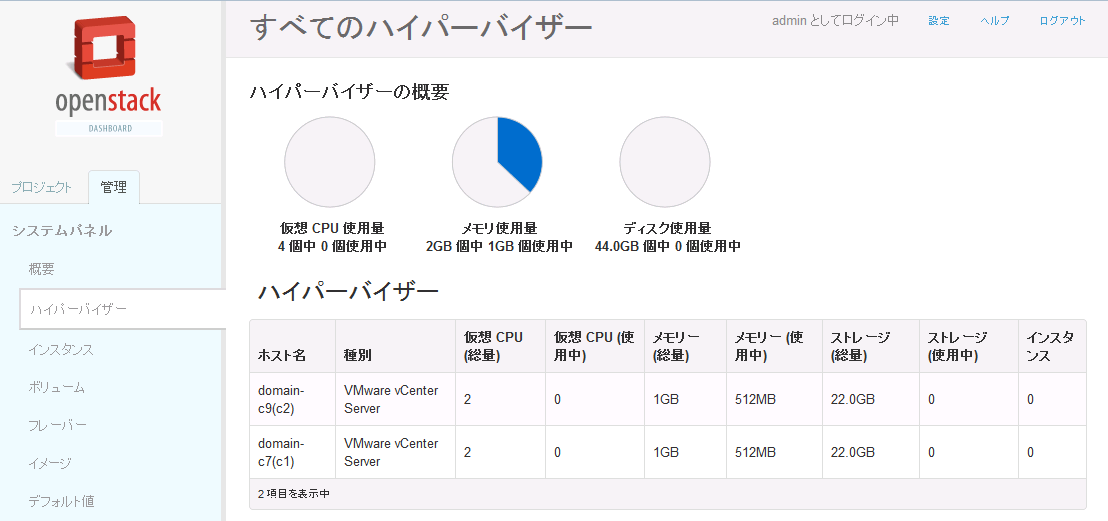 openstack
DASHBOARD
プロジェクト
管理
システムパネル
概要
ハイパーバイザー
インスタンス
ボリューム
フレーバー
イメージ
デフォルト値
すべてのハイパーバイザー
admin としてログイン中
設定
ヘルプ
ログアウト
ハイパーバイザーの概要
仮想 CPU 使用量
4 個中 0 個使用中
メモリ使用量
2GB 個中 1GB 個使用中
ディスク使用量
44.0GB 個中 0 個使用中
ハイパーバイザー
ホスト名
種別
仮想 CPU
(総量)
仮想 CPU (使
用中)
メモリー
(総量)
メモリー (使
用中)
ストレージ
(総量)
ストレージ
(使用中)
インスタ
ンス
domain-
c9(c2)
VMware vCenter
Server
2
0
1GB
512MB
22.0GB
0
0
domain-
c7(c1)
VMware vCenter
Server
2
0
1GB
512MB
22.0GB
0
0
2 項目を表示中